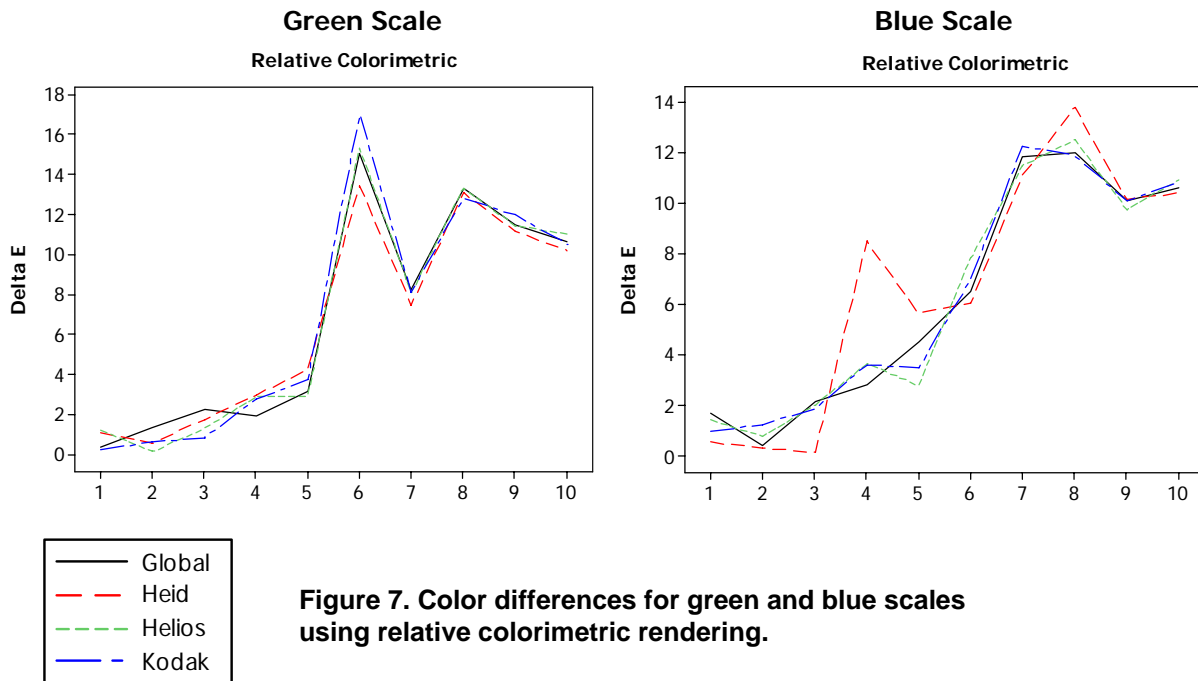 Green Scale
Relative Colorimetric
Delta E
18
16
14
12
10
8
6
4
2
0
1 2 3 4 5 6 7 8 9 10
Blue Scale
Relative Colorimetric
Delta E
14
12
10
8
6
4
2
0
1 2 3 4 5 6 7 8 9 10
Global
Heid
Helios
Kodak
Figure 7. Color differences for green and blue scales
using relative colorimetric rendering.